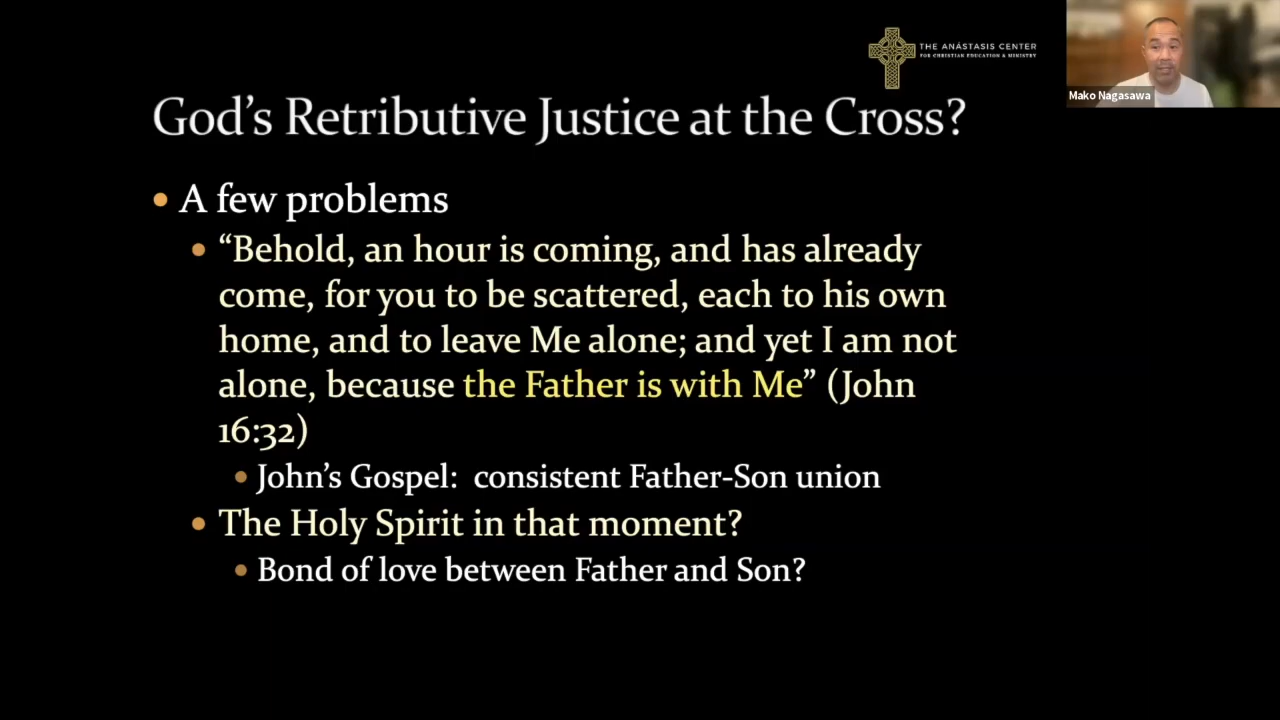 THE ANÁSTASIS CENTER
FOR CHRISTIAN EDUCATION & MINISTRY
Mako Nagasawa
God's Retributive Justice at the Cross?
• A few problems
• “Behold, an hour is coming, and has already
come, for you to be scattered, each to his own
home, and to leave Me alone; and yet I am not
alone, because the Father is with Me” (John
16:32)
• John's Gospel:  consistent Father-Son union
• The Holy Spirit in that moment?
• Bond of love between Father and Son?